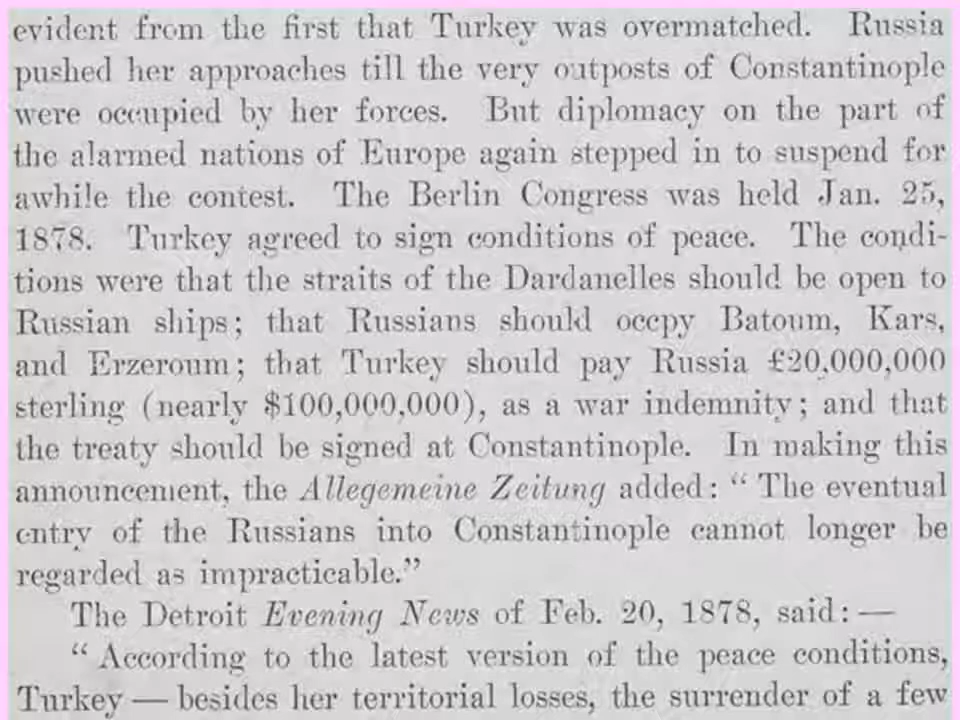 evident from the first that Turkey was overmatched. Russia
pushed her approaches till the very outposts of Constantinople
were occupied by her forces. But diplomacy on the part of
the alarmed nations of Europe again stepped in to suspend for
awhile the contest. The Berlin Congress was held Jan. 25,
1878. Turkey agreed to sign conditions of peace. The condi-
tions were that the straits of the Dardanelles should be open to
Russian ships; that Russians should occpy Batoum, Kars,
and Erzeroum; that Turkey should pay Russia £20,000,000
sterling (nearly $100,000,000), as a war indemnity; and that
the treaty should be signed at Constantinople. In making this
announcement, the Allegemeine Zeitung added: “ The eventual
entry of the Russians into Constantinople cannot longer be
regarded as impracticable.”
The Detroit Evening News of Feb. 20, 1878, said: —
“ According to the latest version of the peace conditions,
Turkey — besides her territorial losses, the surrender of a few